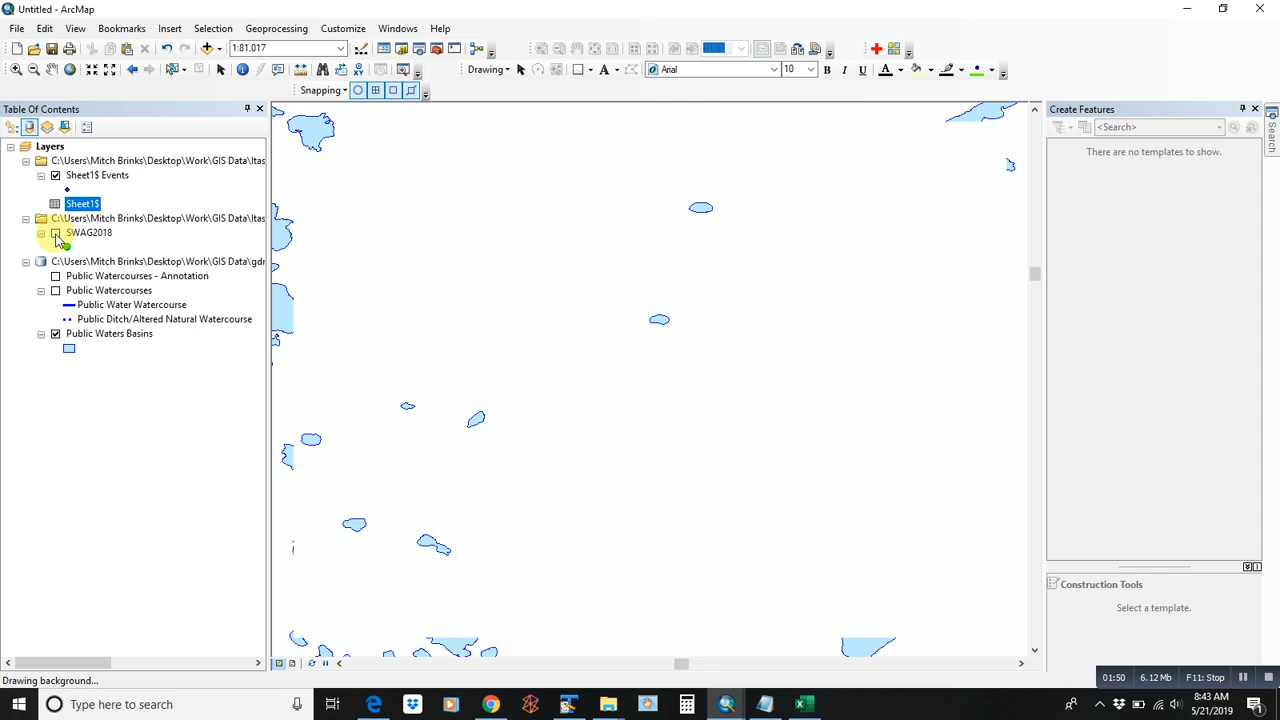 Untitled - ArcMap
File Edit View Bookmarks Insert Selection Geoprocessing Customize Windows Help
1:81,017
Drawing Arial 10 B I U A
Snapping
Table Of Contents
Create Features
<Search>
Search
There are no templates to show.
Layers
C:\Users\Mitch Brinks\Desktop\Work\GIS Data\Itas
Sheet1$ Events
Sheet1$
C:\Users\Mitch Brinks\Desktop\Work\GIS Data\Itas
SWAG2018
C:\Users\Mitch Brinks\Desktop\Work\GIS Data\gdr
Public Watercourses - Annotation
Public Watercourses
Public Water Watercourse
Public Ditch/Altered Natural Watercourse
Public Waters Basins
Construction Tools
Select a template.
Drawing background...
01:50 6.12 Mb F11: Stop
Type here to search
8:43 AM
5/21/2019